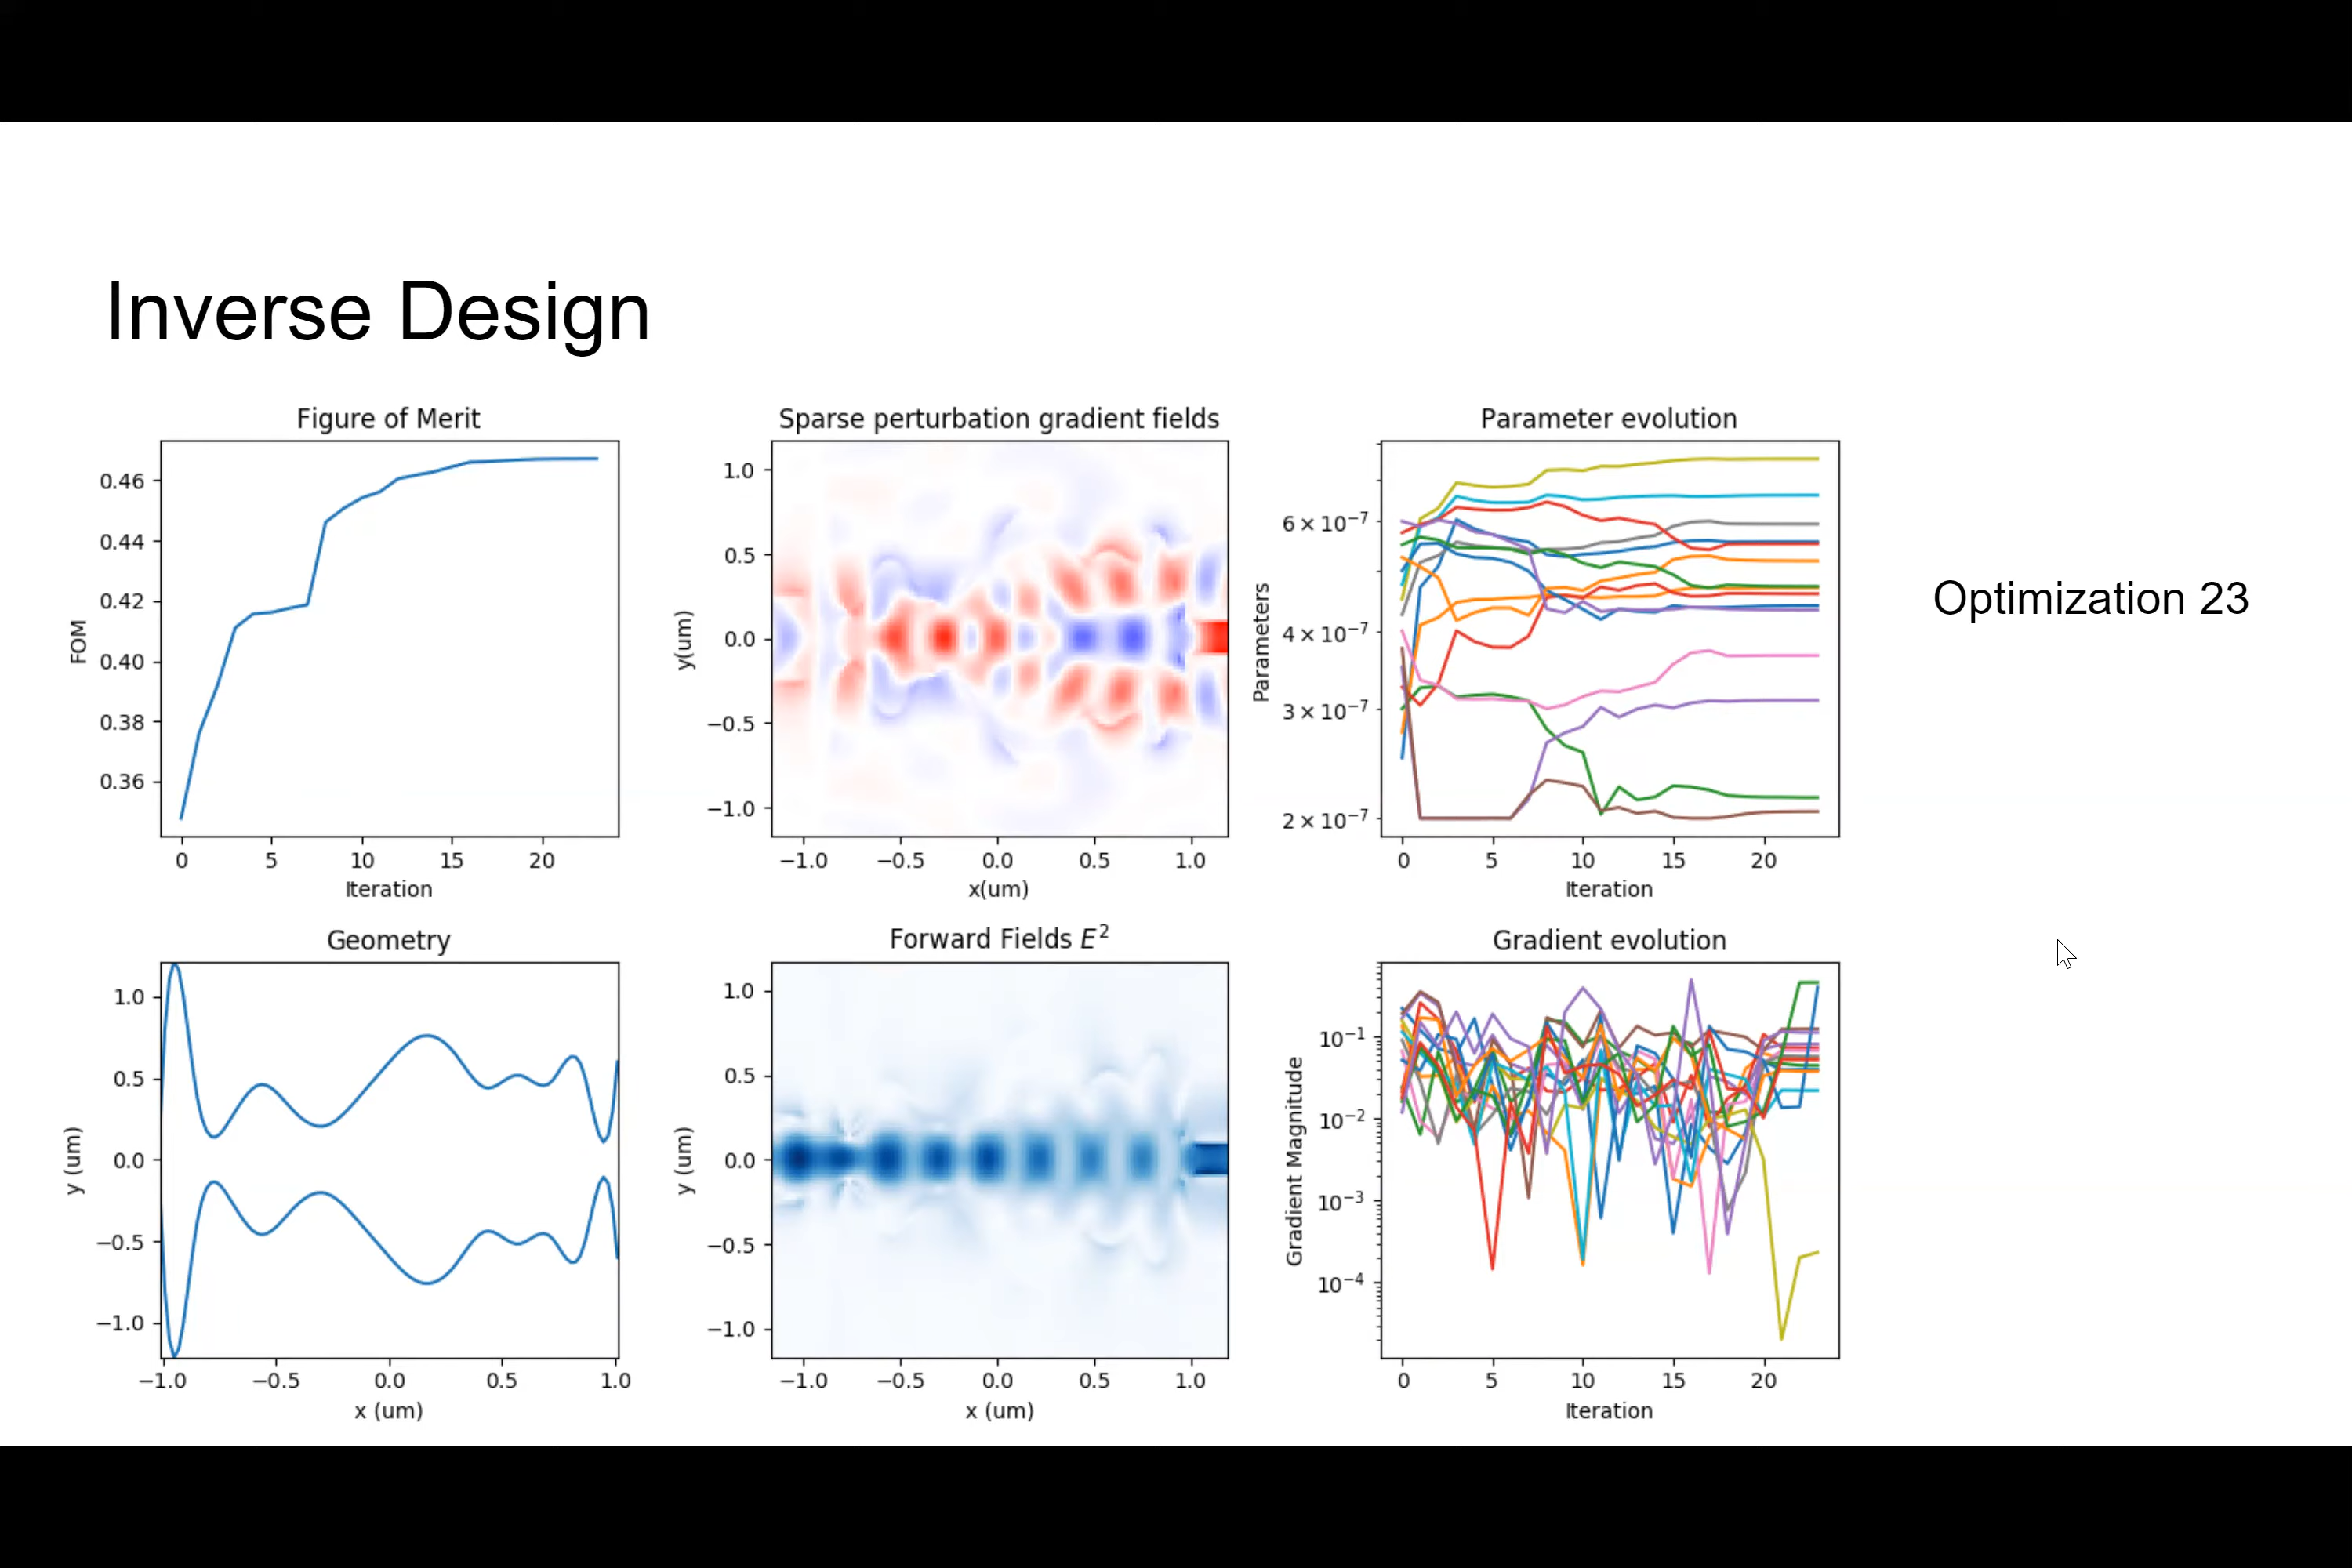 Inverse Design
Figure of Merit
FOM
0.46
0.44
0.42
0.40
0.38
0.36
0
5
10
15
20
Iteration
Sparse perturbation gradient fields
y(um)
1.0
0.5
0.0
−0.5
−1.0
−1.0
−0.5
0.0
0.5
1.0
x(um)
Parameter evolution
Parameters
6 × 10⁻⁷
4 × 10⁻⁷
3 × 10⁻⁷
2 × 10⁻⁷
0
5
10
15
20
Iteration
Optimization 23
Geometry
y (um)
1.0
0.5
0.0
−0.5
−1.0
−1.0
−0.5
0.0
0.5
1.0
x (um)
Forward Fields E²
y (um)
1.0
0.5
0.0
−0.5
−1.0
−1.0
−0.5
0.0
0.5
1.0
x (um)
Gradient evolution
Gradient Magnitude
10⁻¹
10⁻²
10⁻³
10⁻⁴
0
5
10
15
20
Iteration